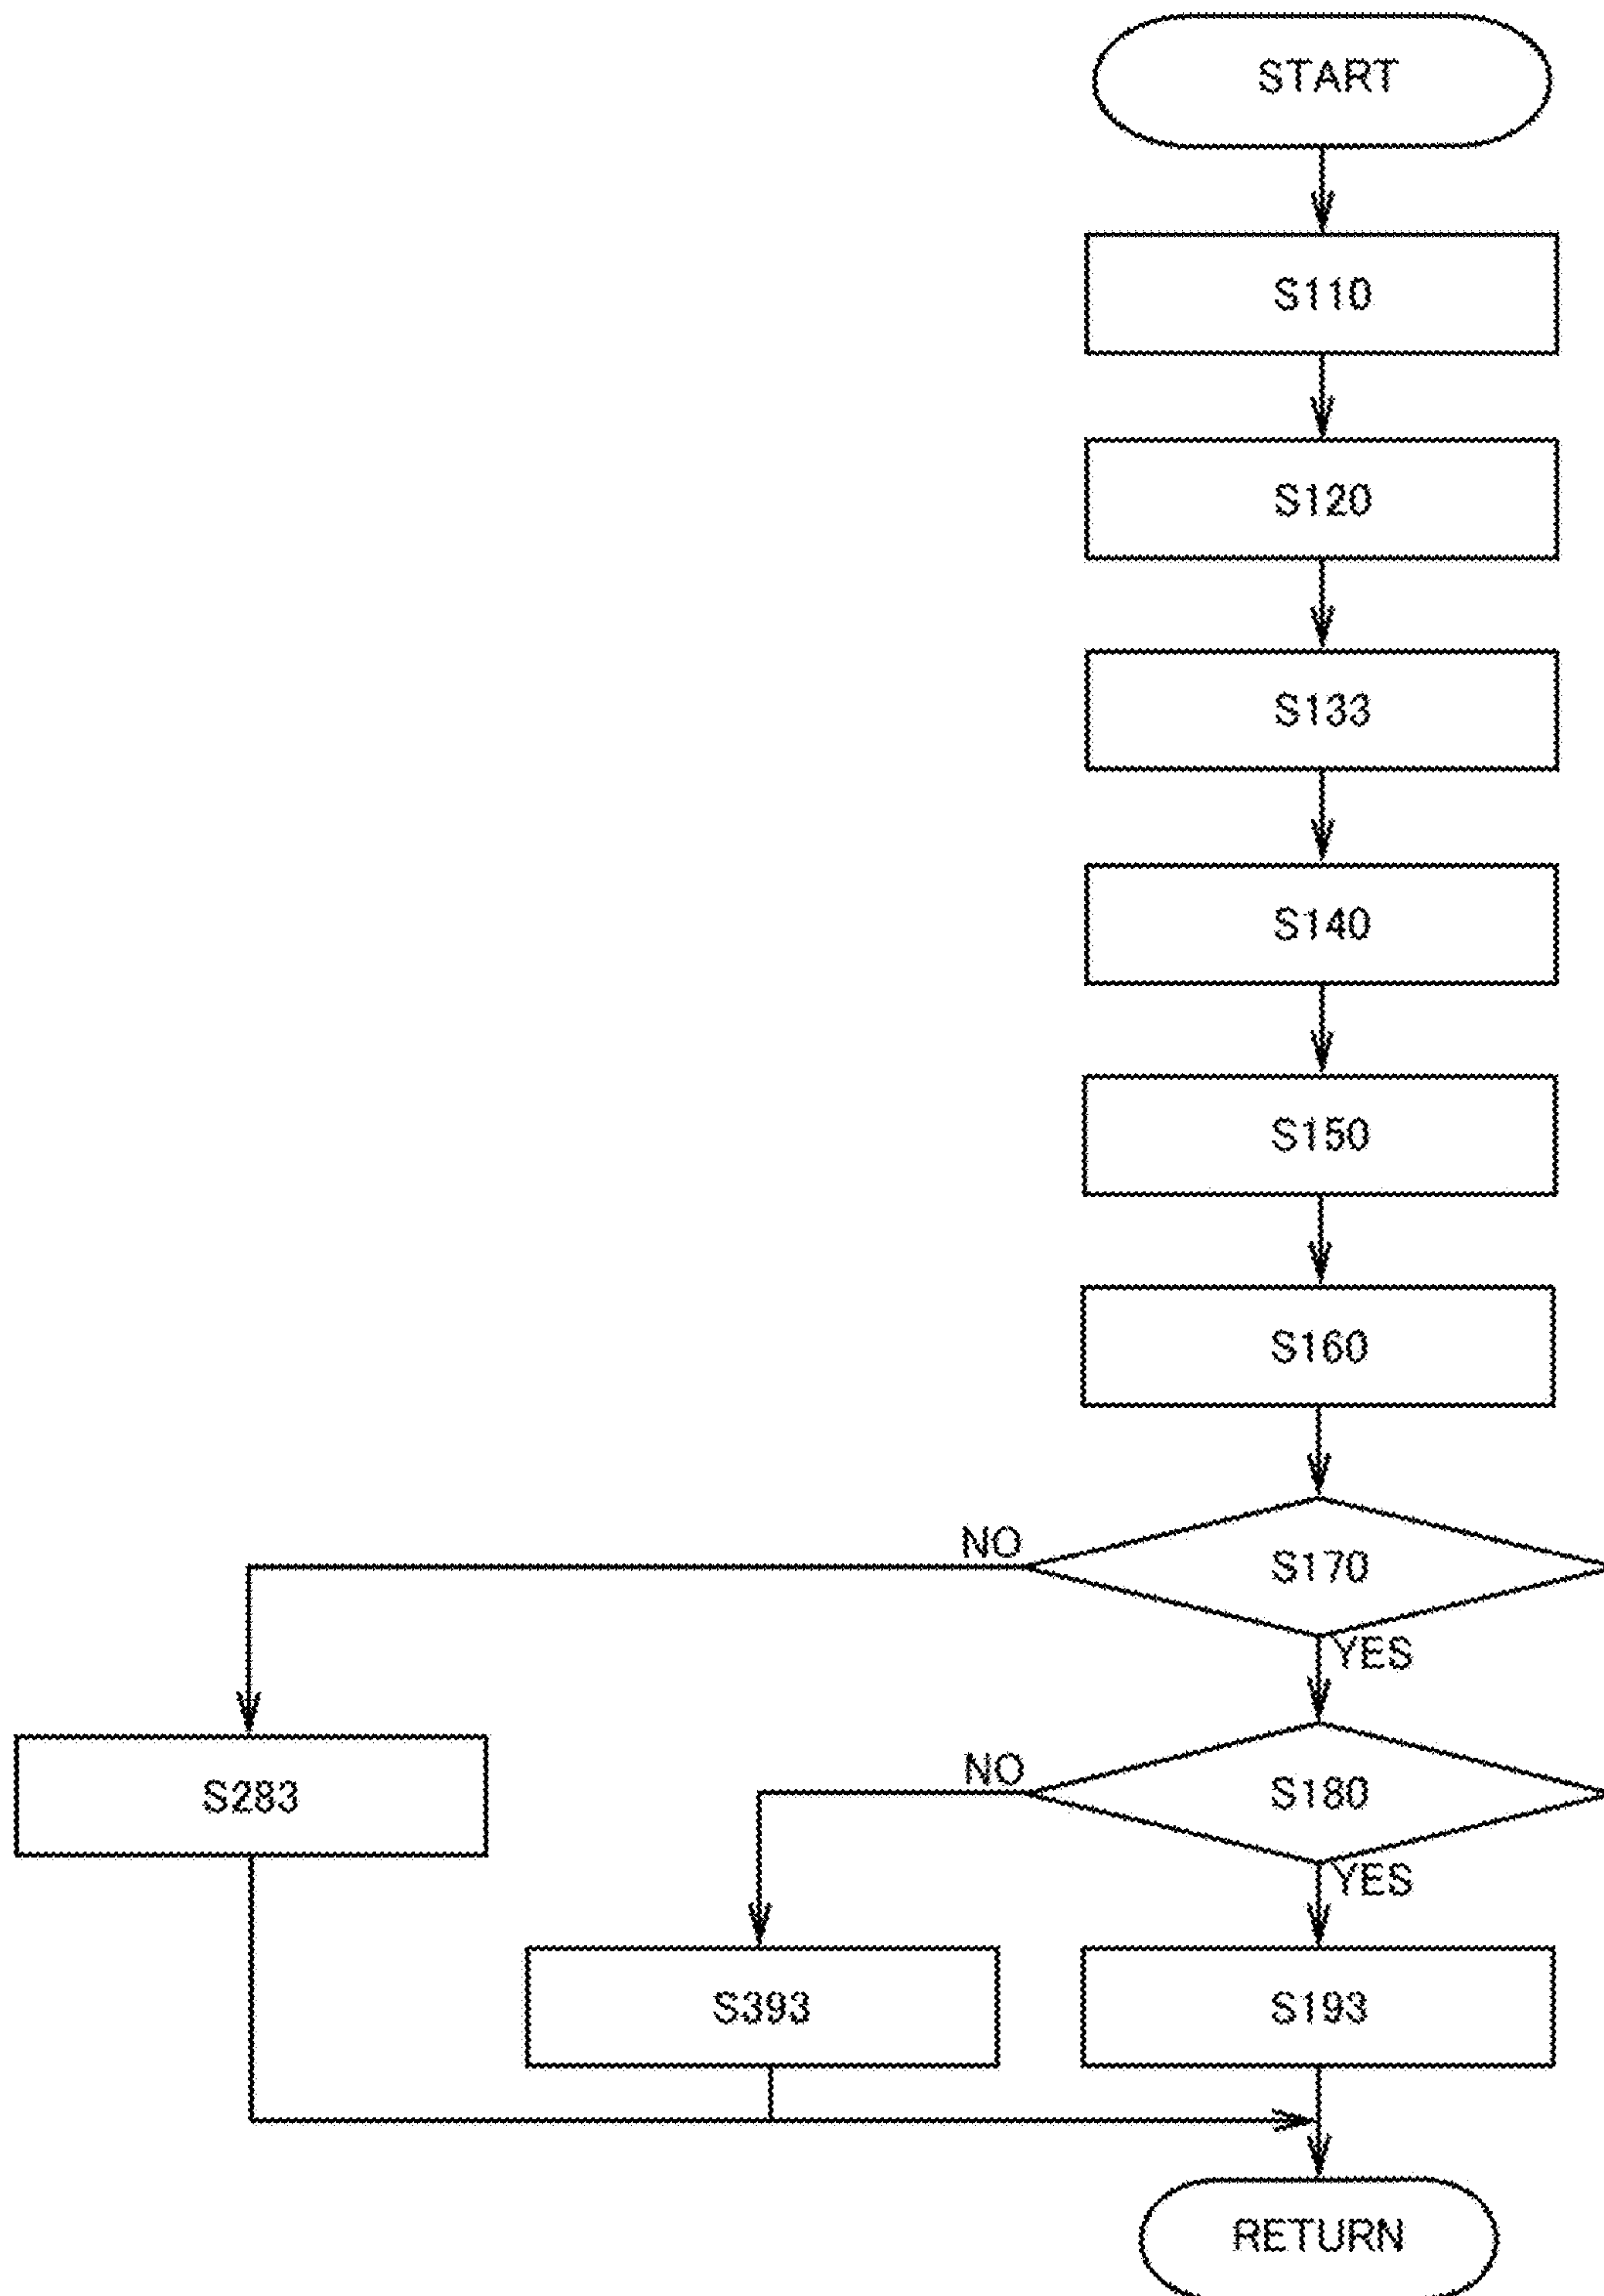 START
S110
S120
S133
S140
S150
S160
NO
S170
YES
S283
NO
S180
YES
S393
S193
RETURN